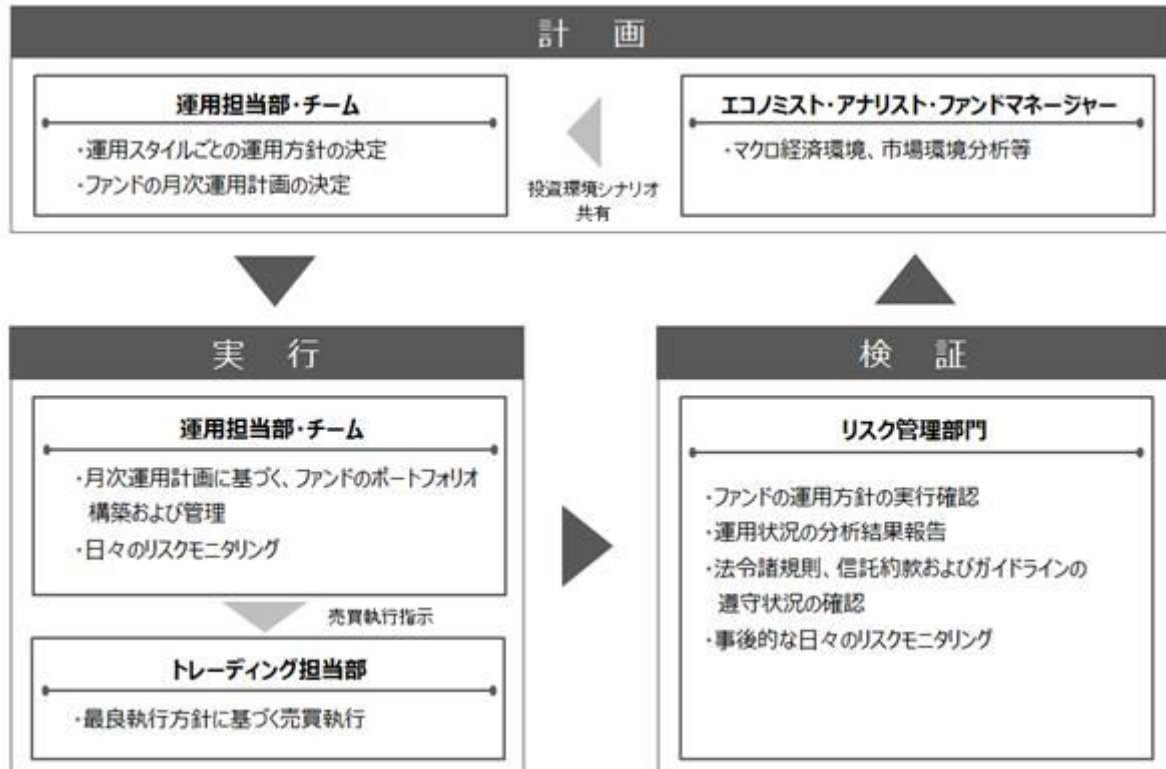 計 画
運用担当部・チーム
・運用スタイルごとの運用方針の決定
・ファンドの月次運用計画の決定
投資環境シナリオ
共有
エコノミスト・アナリスト・ファンドマネージャー
・マクロ経済環境、市場環境分析等
実 行
運用担当部・チーム
・月次運用計画に基づく、ファンドのポートフォリオ
構築および管理
・日々のリスクモニタリング
売買執行指示
トレーディング担当部
・最良執行方針に基づく売買執行
検 証
リスク管理部門
・ファンドの運用方針の実行確認
・運用状況の分析結果報告
・法令諸規則、信託約款およびガイドラインの
遵守状況の確認
・事後的な日々のリスクモニタリング